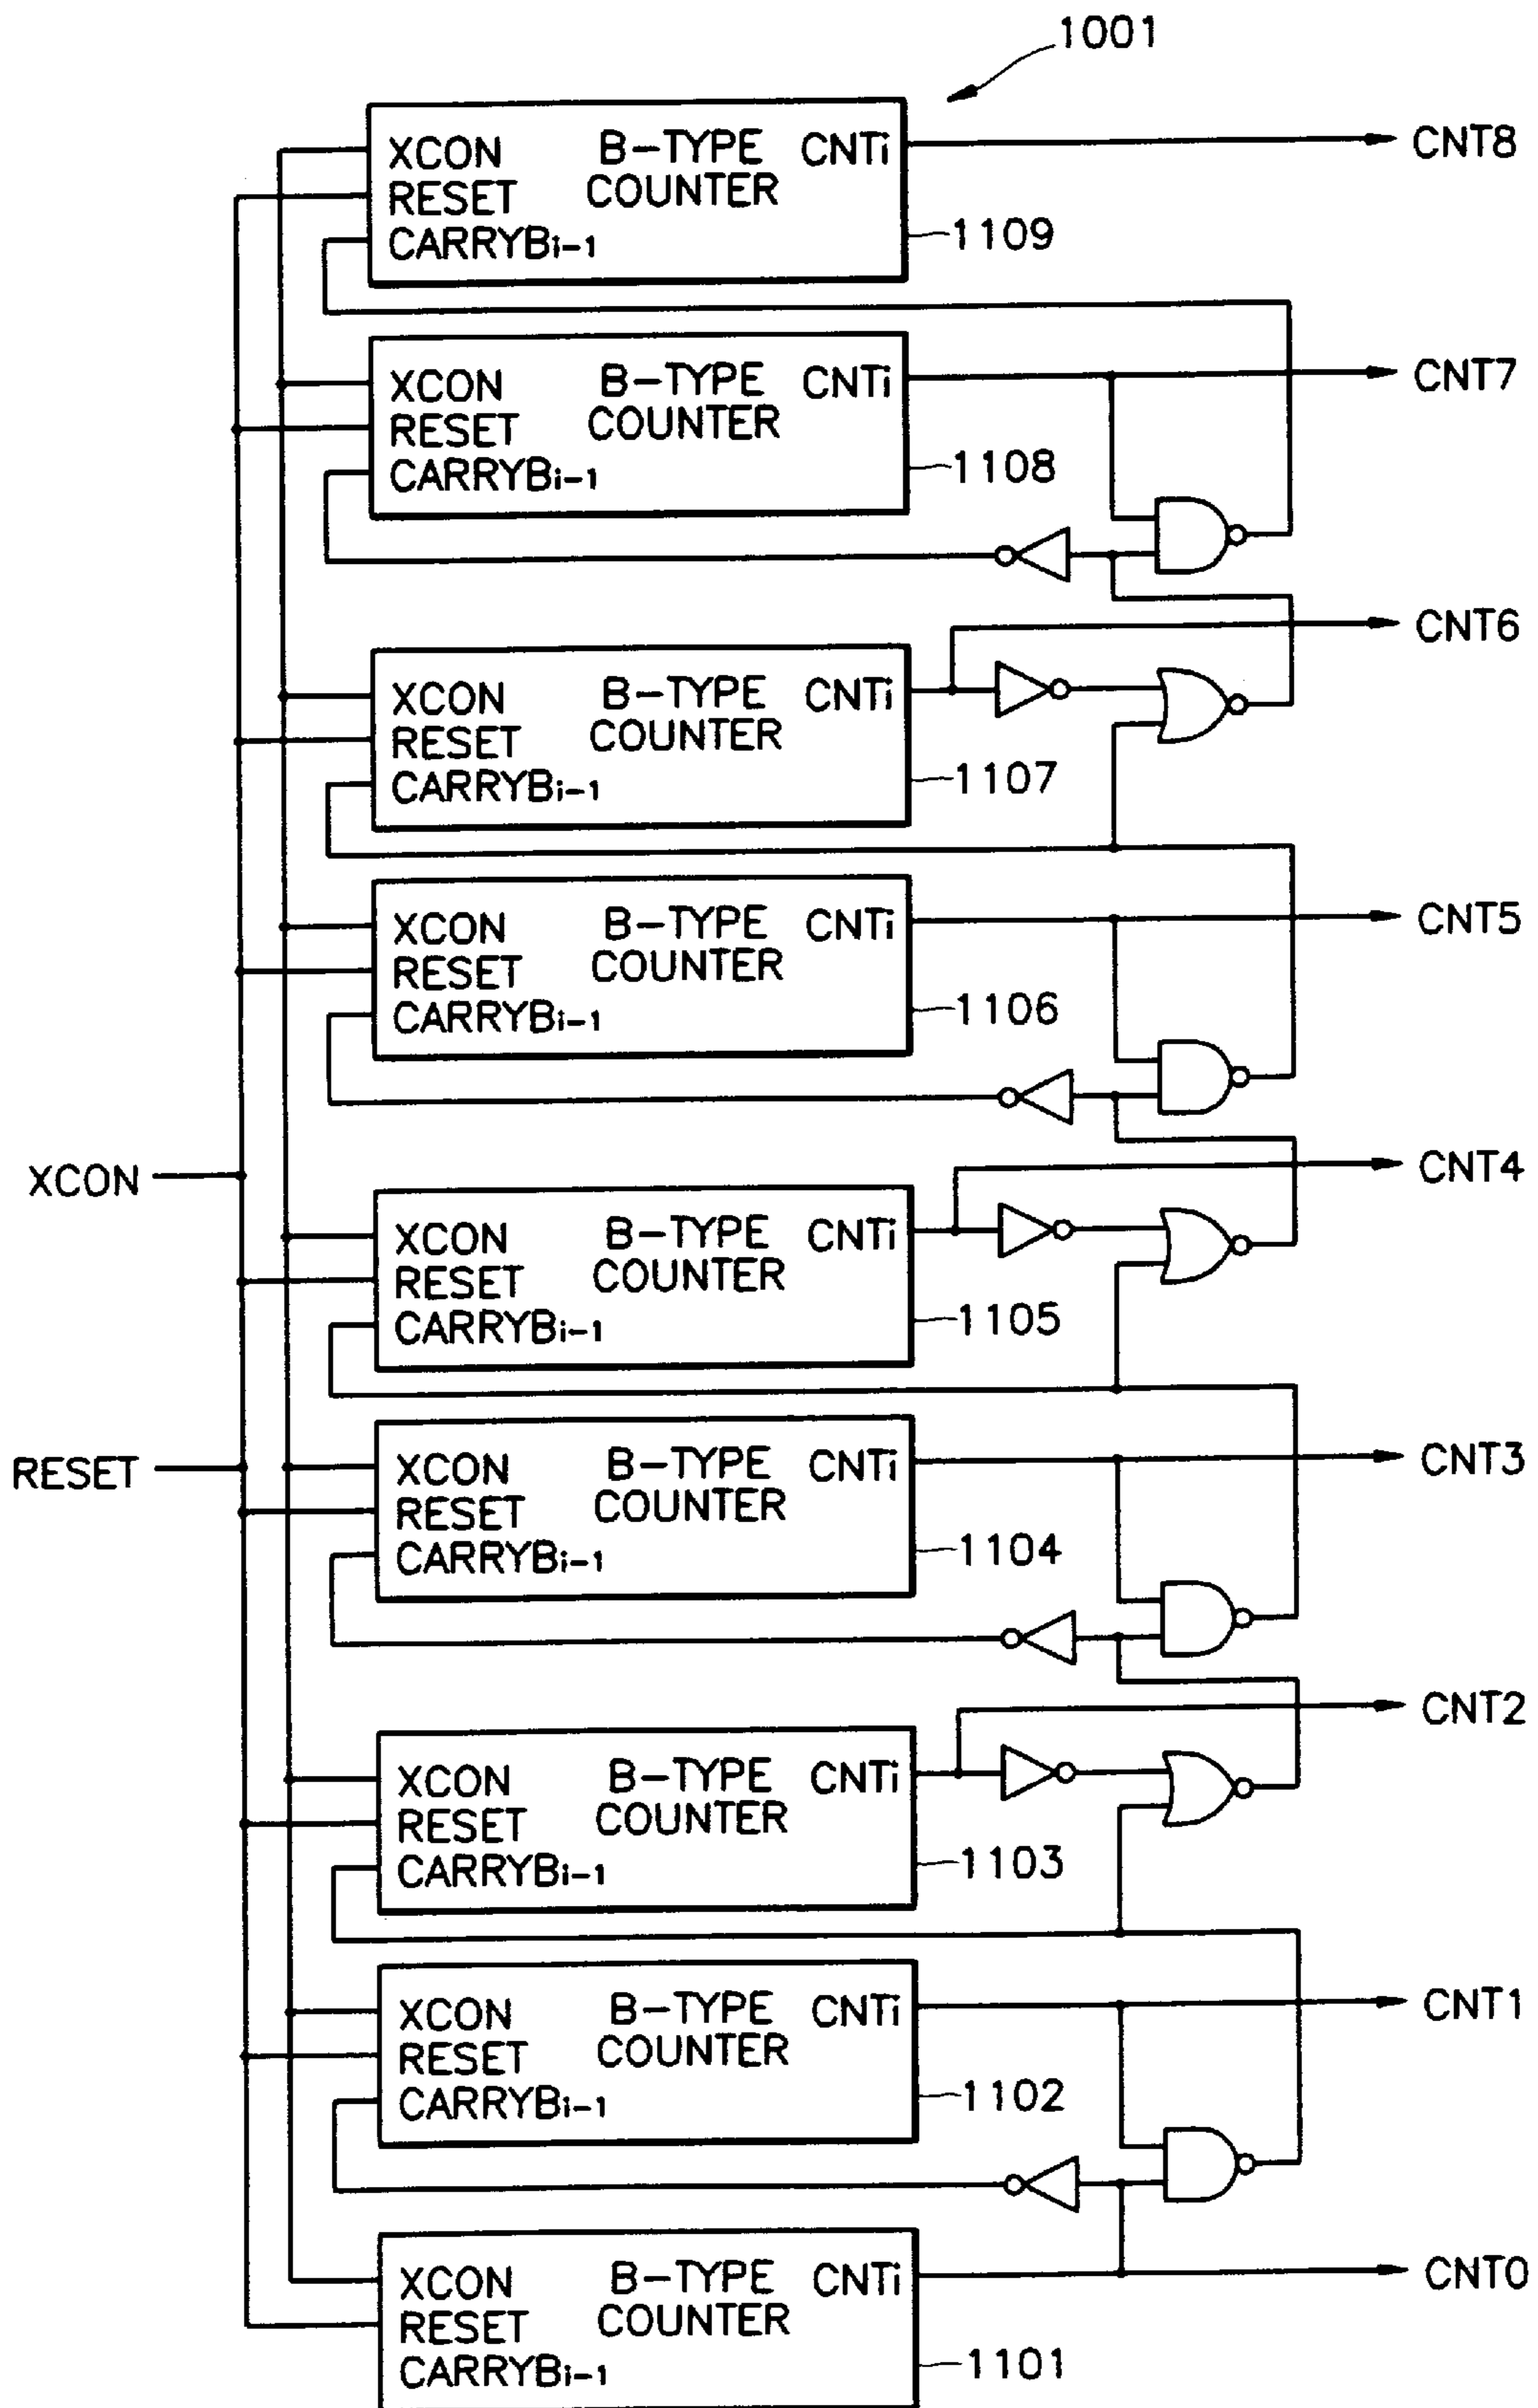 1001
XCON B-TYPE CNTi
RESET COUNTER
CARRYBi-1
1109
CNT8
XCON B-TYPE CNTi
RESET COUNTER
CARRYBi-1
1108
CNT7
XCON B-TYPE CNTi
RESET COUNTER
CARRYBi-1
1107
CNT6
XCON B-TYPE CNTi
RESET COUNTER
CARRYBi-1
1106
CNT5
XCON
XCON B-TYPE CNTi
RESET COUNTER
CARRYBi-1
1105
CNT4
RESET
XCON B-TYPE CNTi
RESET COUNTER
CARRYBi-1
1104
CNT3
XCON B-TYPE CNTi
RESET COUNTER
CARRYBi-1
1103
CNT2
XCON B-TYPE CNTi
RESET COUNTER
CARRYBi-1
1102
CNT1
XCON B-TYPE CNTi
RESET COUNTER
CARRYBi-1
1101
CNT0